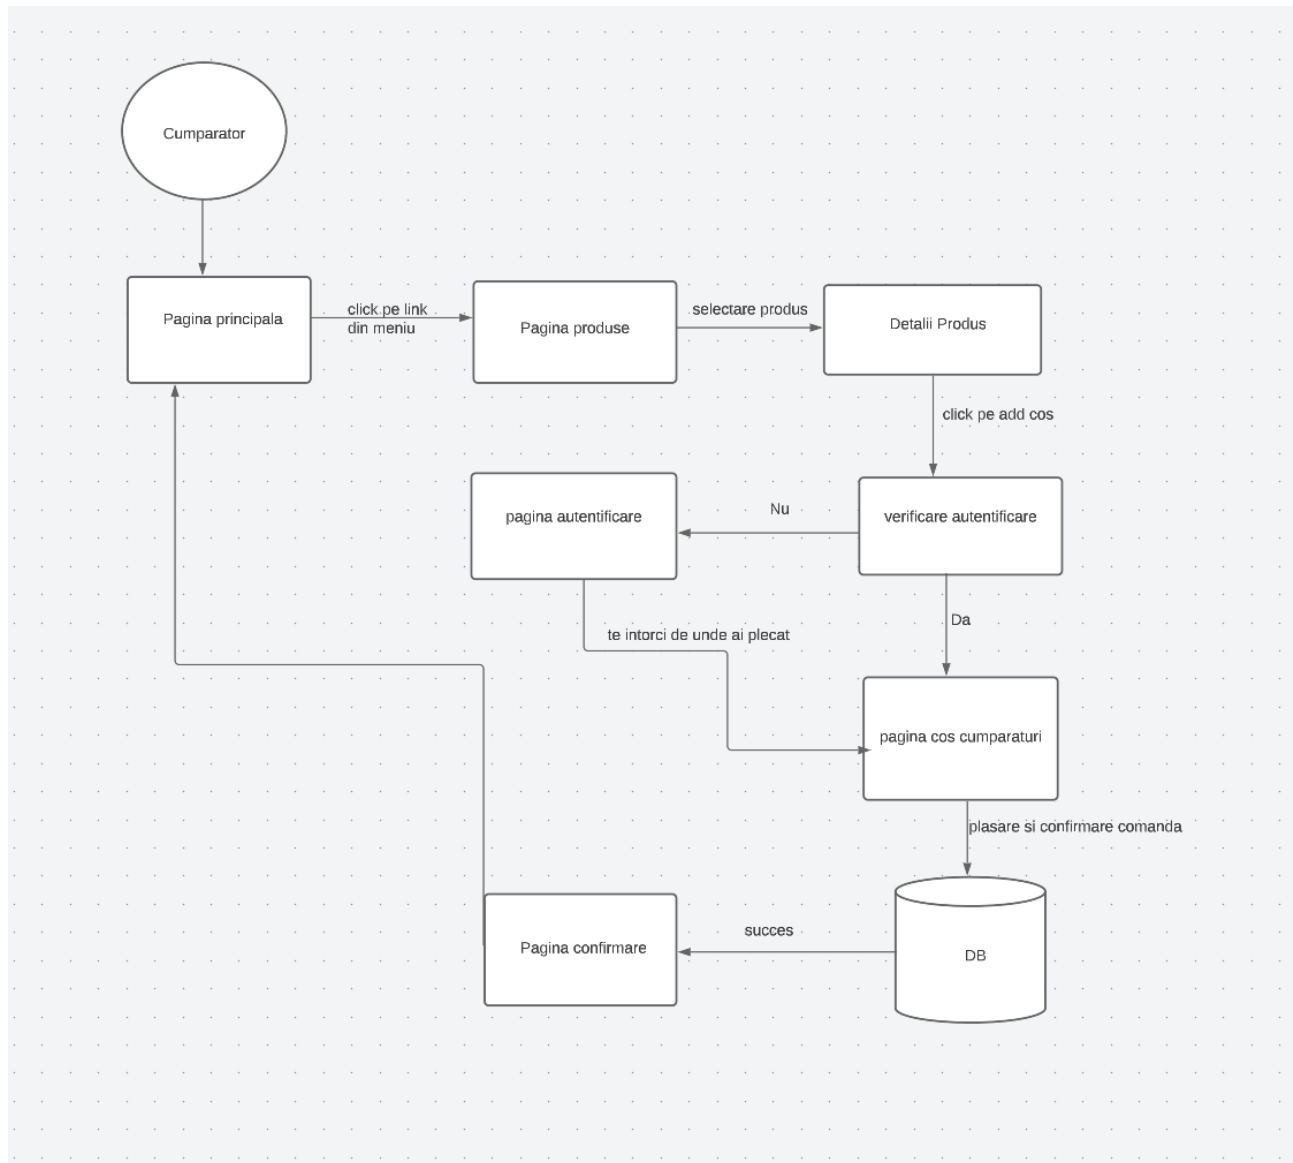 Cumparator
Pagina principala
click pe link
din meniu
Pagina produse
selectare produs
Detalii Produs
click pe add cos
pagina autentificare
Nu
verificare autentificare
te intorci de unde ai plecat
Da
pagina cos cumparaturi
plasare si confirmare comanda
Pagina confirmare
succes
DB